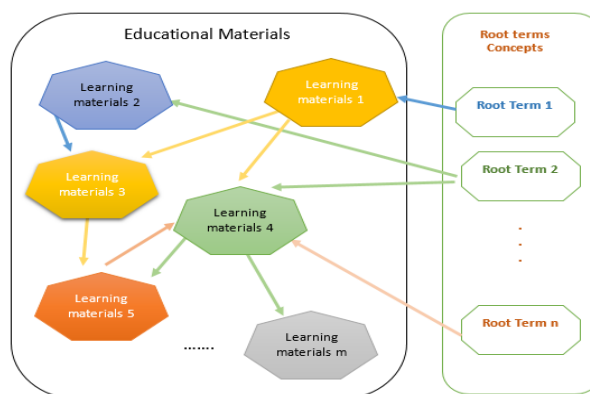 Educational Materials
Learning
materials 2
Learning
materials 1
Learning
materials 3
Learning
materials 4
Learning
materials 5
.......
Learning
materials m
Root terms
Concepts
Root Term 1
Root Term 2
.
.
.
Root Term n